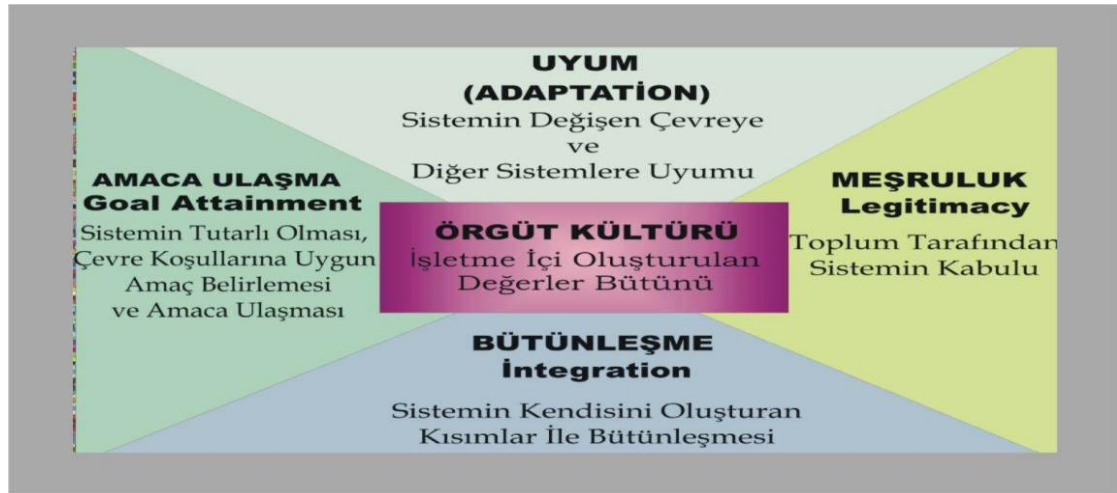 UYUM
(ADAPTATİON)
Sistemin Değişen Çevreye
ve
Diğer Sistemlere Uyumu
AMACA ULAŞMA
Goal Attainment
Sistemin Tutarlı Olması,
Çevre Koşullarına Uygun
Amaç Belirlemesi
ve Amaca Ulaşması
ÖRGÜT KÜLTÜRÜ
İşletme İçi Oluşturulan
Değerler Bütünü
MEŞRULUK
Legitimacy
Toplum Tarafından
Sistemin Kabulu
BÜTÜNLEŞME
İntegration
Sistemin Kendisini Oluşturan
Kısımlar İle Bütünleşmesi